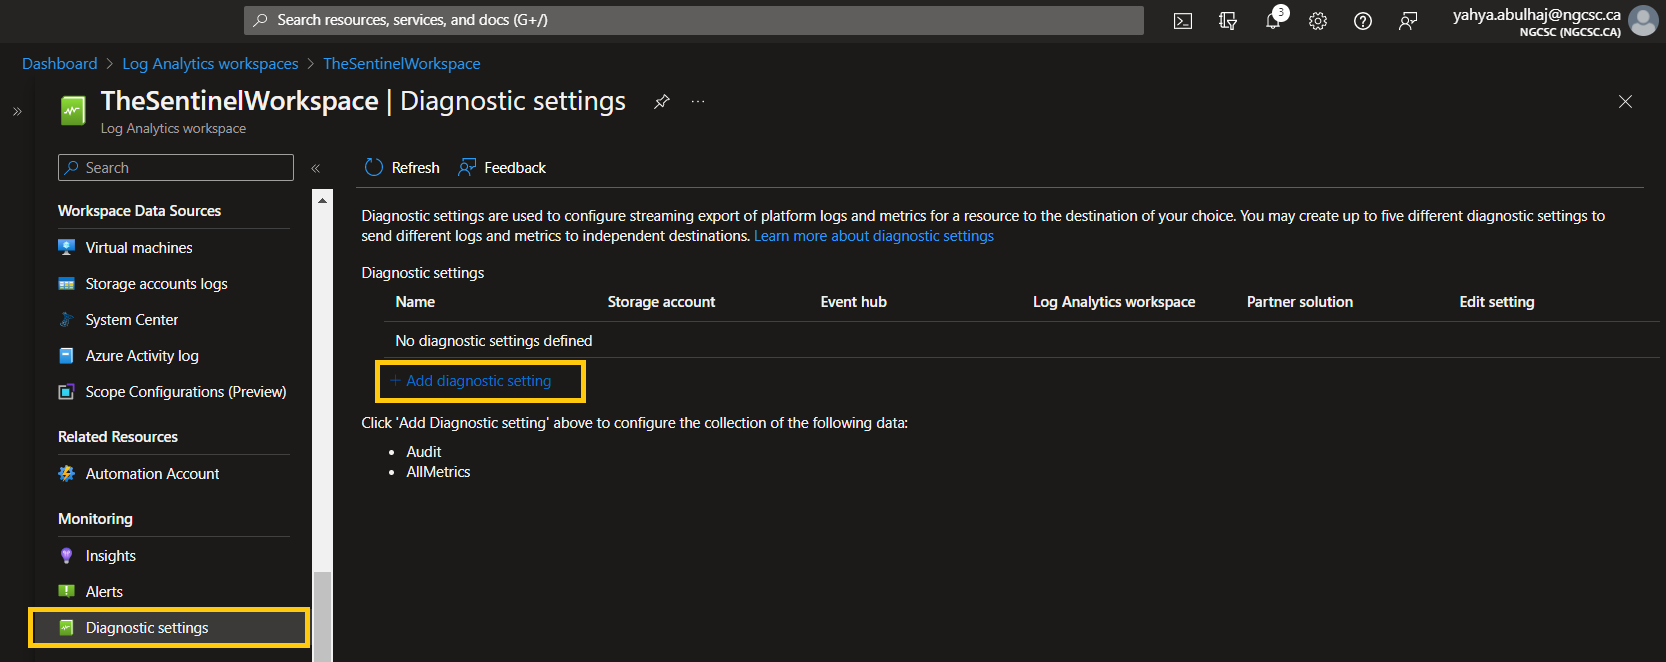 Search resources, services, and docs (G+/)
3
yahya.abulhaj@ngcsc.ca
NGCSC (NGCSC.CA)
Dashboard > Log Analytics workspaces > TheSentinelWorkspace
TheSentinelWorkspace | Diagnostic settings
Log Analytics workspace
Search
Refresh
Feedback
Workspace Data Sources
Virtual machines
Storage accounts logs
System Center
Azure Activity log
Scope Configurations (Preview)
Related Resources
Automation Account
Monitoring
Insights
Alerts
Diagnostic settings
Diagnostic settings are used to configure streaming export of platform logs and metrics for a resource to the destination of your choice. You may create up to five different diagnostic settings to
send different logs and metrics to independent destinations. Learn more about diagnostic settings
Diagnostic settings
Name Storage account Event hub Log Analytics workspace Partner solution Edit setting
No diagnostic settings defined
+ Add diagnostic setting
Click 'Add Diagnostic setting' above to configure the collection of the following data:
• Audit
• AllMetrics